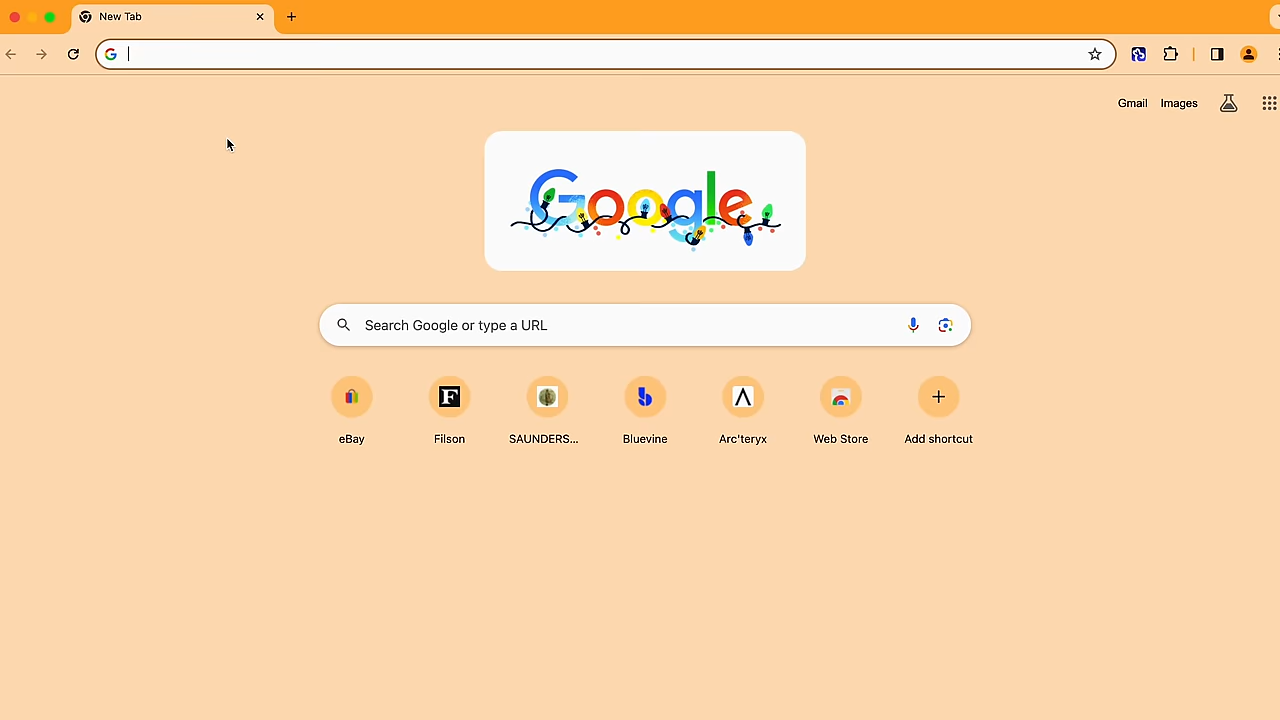 New Tab
Gmail Images
Google
Search Google or type a URL
eBay
Filson
SAUNDERS...
Bluevine
Arc'teryx
Web Store
Add shortcut